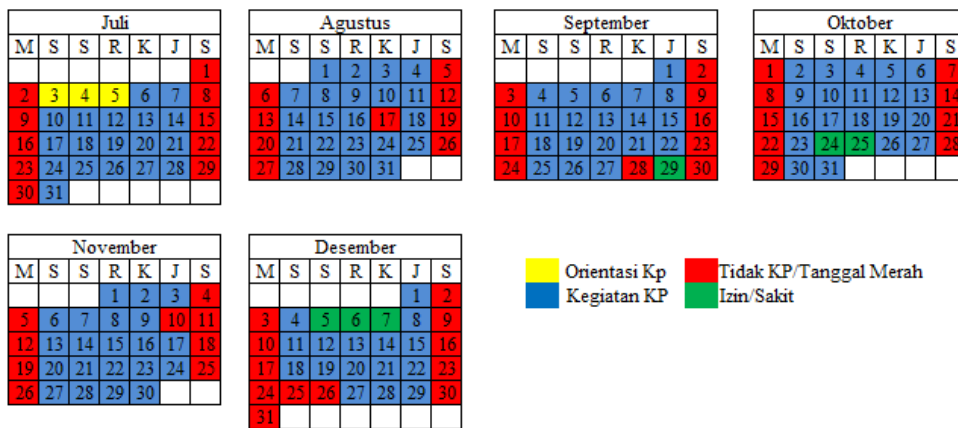 Juli
M S S R K J S
1
2 3 4 5 6 7 8
9 10 11 12 13 14 15
16 17 18 19 20 21 22
23 24 25 26 27 28 29
30 31
Agustus
M S S R K J S
1 2 3 4 5
6 7 8 9 10 11 12
13 14 15 16 17 18 19
20 21 22 23 24 25 26
27 28 29 30 31
September
M S S R K J S
1 2
3 4 5 6 7 8 9
10 11 12 13 14 15 16
17 18 19 20 21 22 23
24 25 26 27 28 29 30
Oktober
M S S R K J S
1 2 3 4 5 6 7
8 9 10 11 12 13 14
15 16 17 18 19 20 21
22 23 24 25 26 27 28
29 30 31
November
M S S R K J S
1 2 3 4
5 6 7 8 9 10 11
12 13 14 15 16 17 18
19 20 21 22 23 24 25
26 27 28 29 30
Desember
M S S R K J S
1 2
3 4 5 6 7 8 9
10 11 12 13 14 15 16
17 18 19 20 21 22 23
24 25 26 27 28 29 30
31
Orientasi Kp
Tidak KP/Tanggal Merah
Kegiatan KP
Izin/Sakit